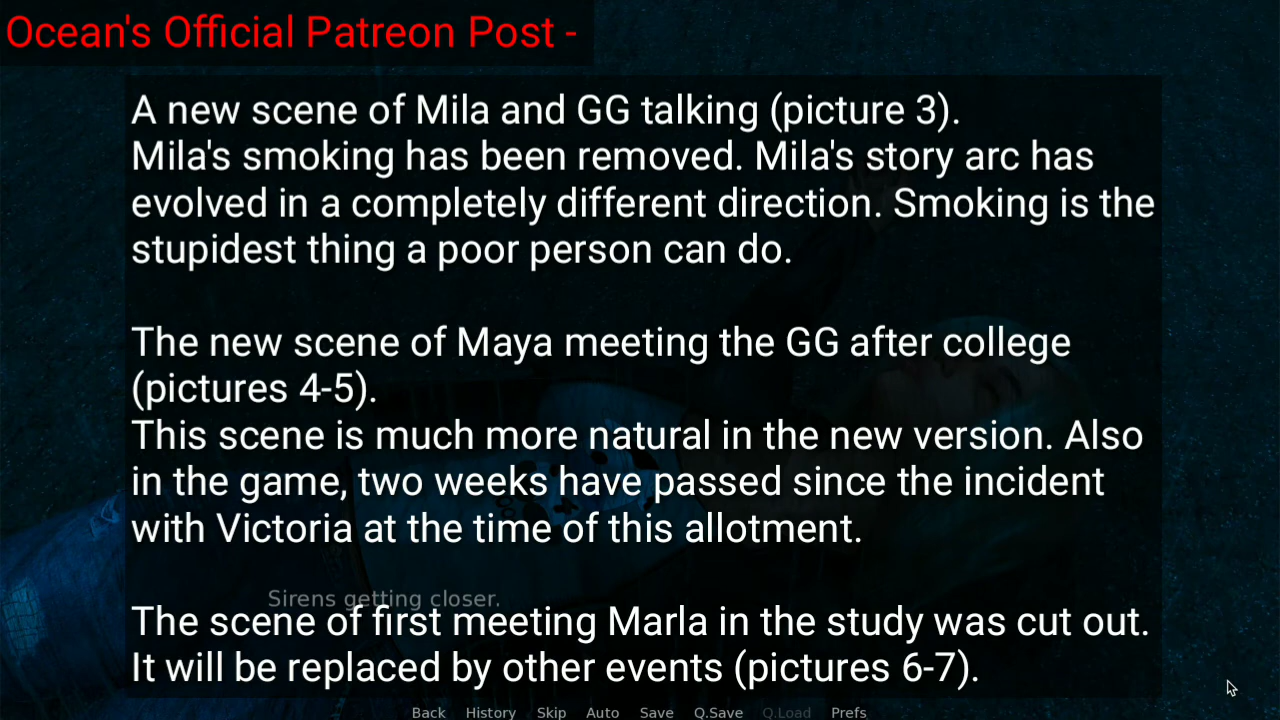 Ocean's Official Patreon Post -
A new scene of Mila and GG talking (picture 3).
Mila's smoking has been removed. Mila's story arc has
evolved in a completely different direction. Smoking is the
stupidest thing a poor person can do.
The new scene of Maya meeting the GG after college
(pictures 4-5).
This scene is much more natural in the new version. Also
in the game, two weeks have passed since the incident
with Victoria at the time of this allotment.
Sirens getting closer.
The scene of first meeting Marla in the study was cut out.
It will be replaced by other events (pictures 6-7).
Back History Skip Auto Save Q.Save Q.Load Prefs